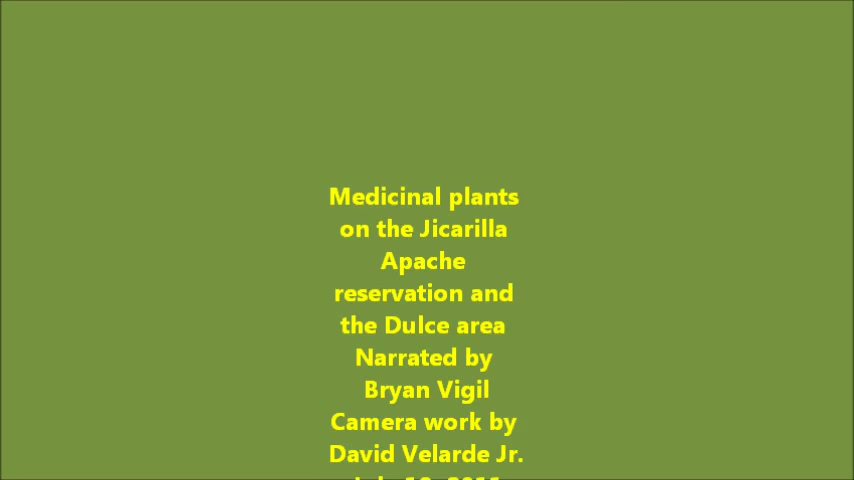 Medicinal plants
on the Jicarilla
Apache
reservation and
the Dulce area
Narrated by
Bryan Vigil
Camera work by
David Velarde Jr.